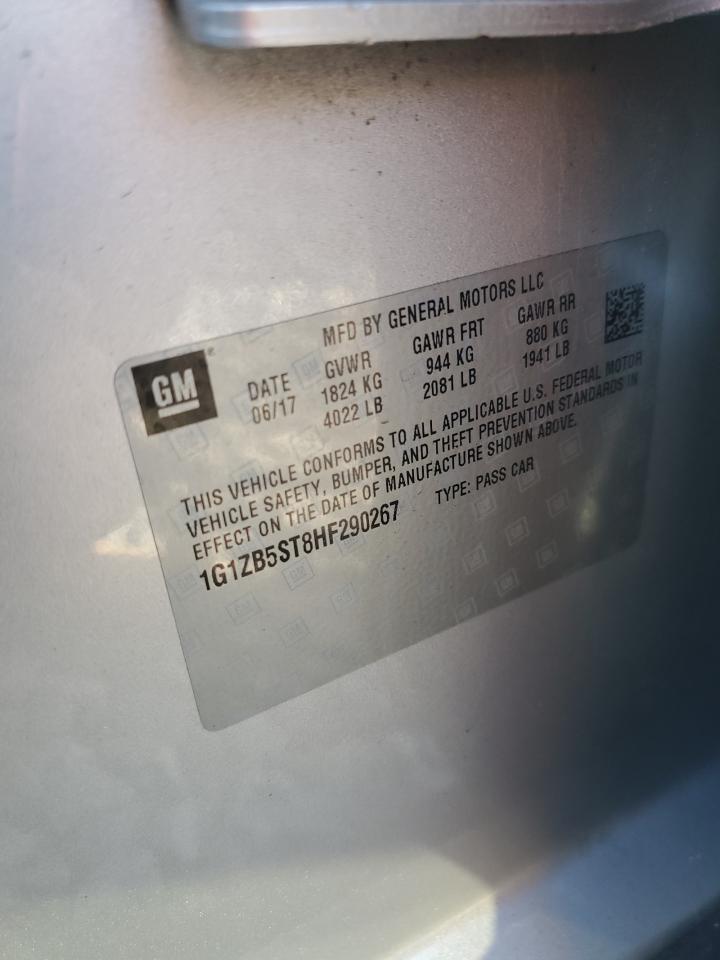 GM
MFD BY GENERAL MOTORS LLC
DATE GVWR GAWR FRT GAWR RR
06/17 1824 KG 944 KG 880 KG
4022 LB 2081 LB 1941 LB
THIS VEHICLE CONFORMS TO ALL APPLICABLE U.S. FEDERAL MOTOR
VEHICLE SAFETY, BUMPER, AND THEFT PREVENTION STANDARDS IN
EFFECT ON THE DATE OF MANUFACTURE SHOWN ABOVE.
1G1ZB5ST8HF290267 TYPE: PASS CAR